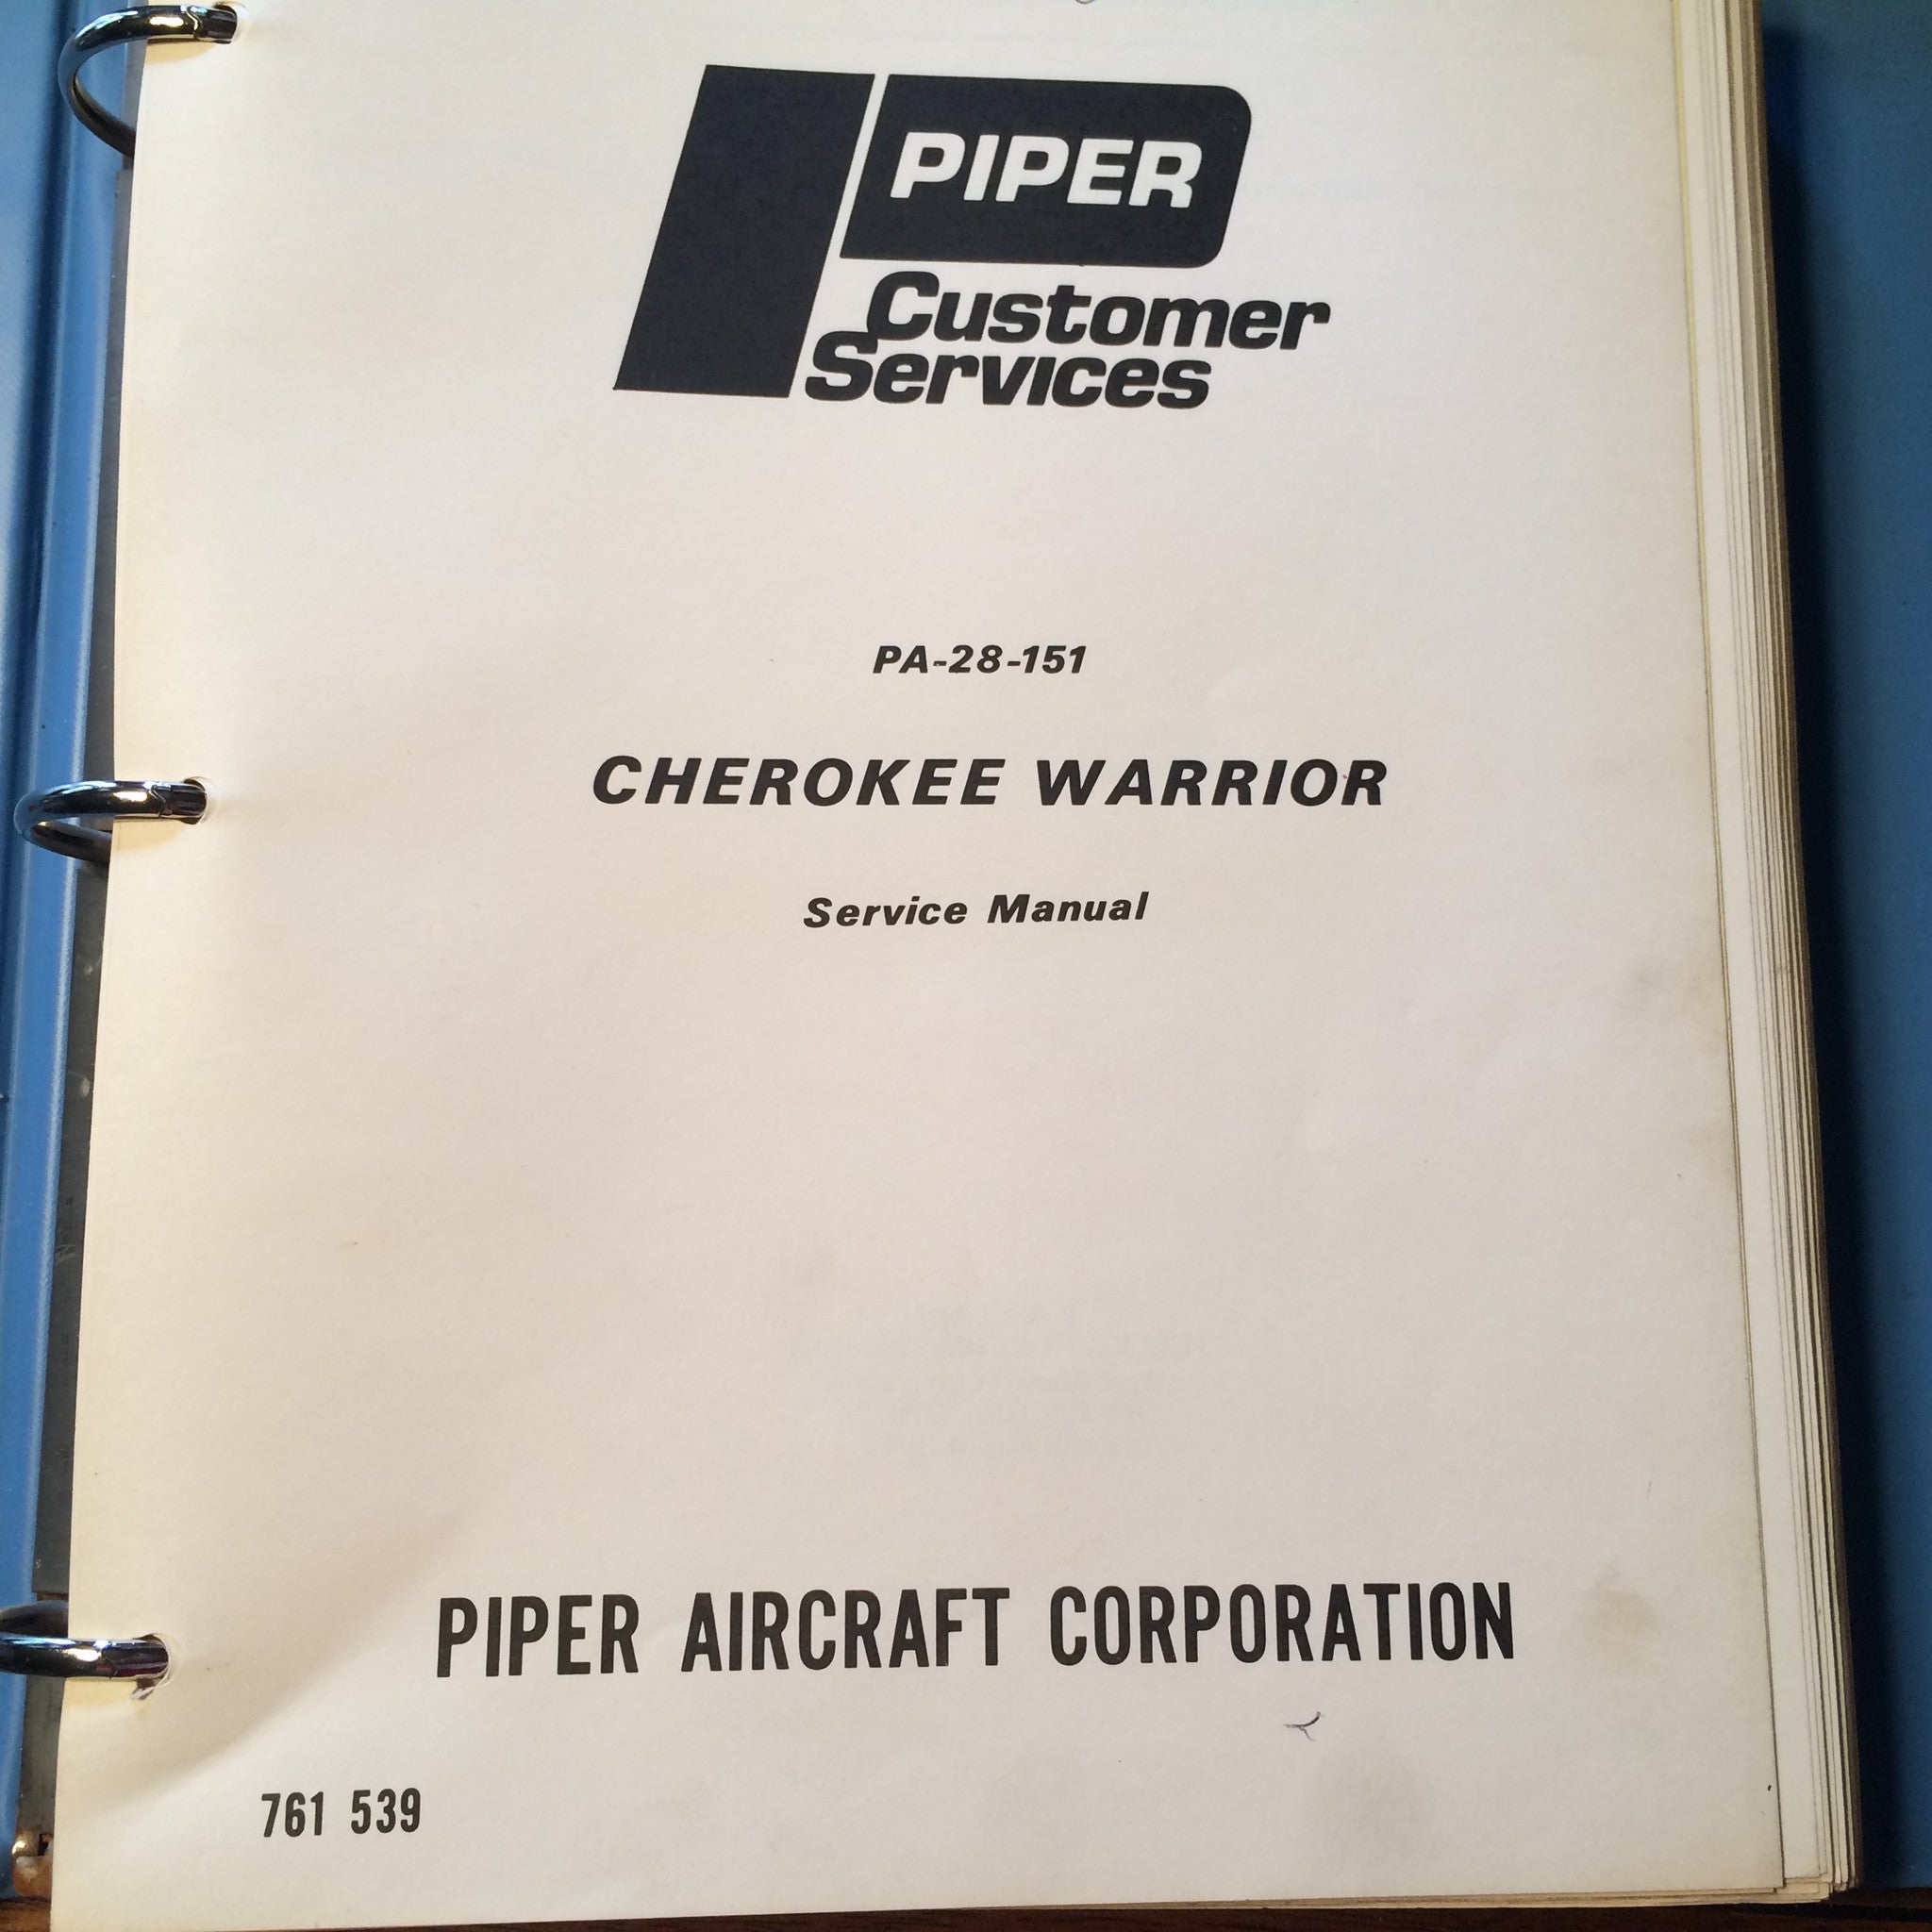 PIPER
Customer
Services
PA-28-151
CHEROKEE WARRIOR
Service Manual
PIPER AIRCRAFT CORPORATION
761 539